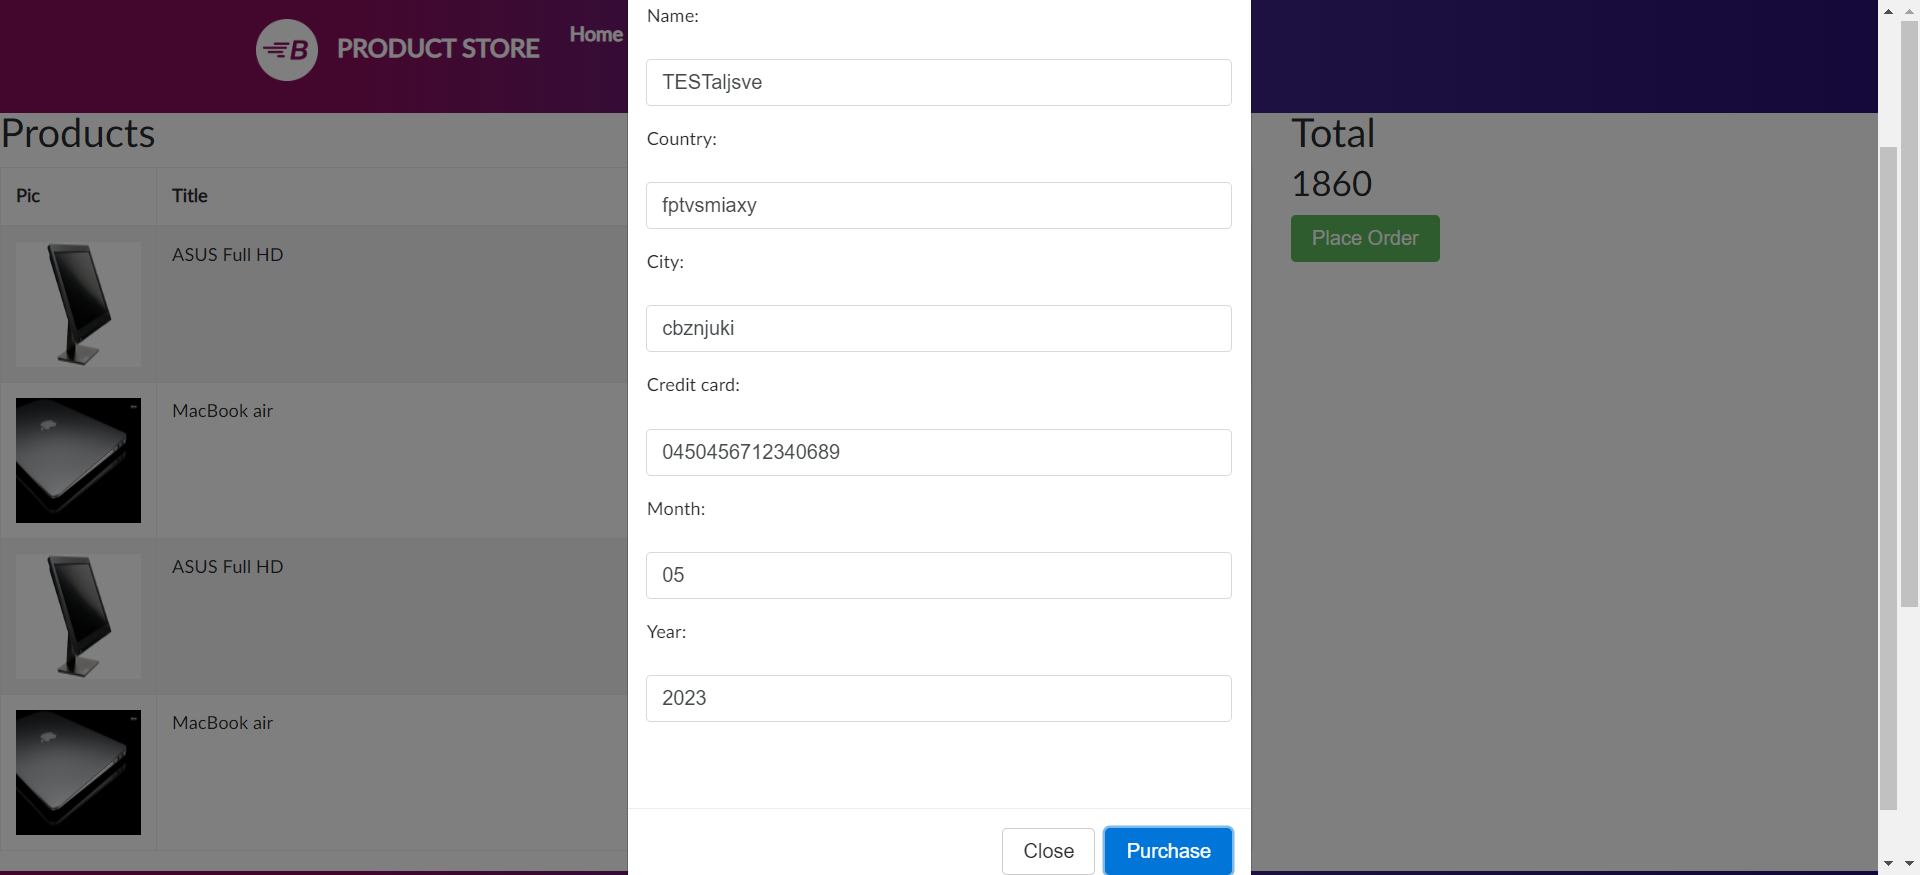 B PRODUCT STORE Home
Products
Pic Title
ASUS Full HD
MacBook air
ASUS Full HD
MacBook air
Name:
TESTaljsve
Country:
fptvsmiaxy
City:
cbznjuki
Credit card:
0450456712340689
Month:
05
Year:
2023
Close Purchase
Total
1860
Place Order